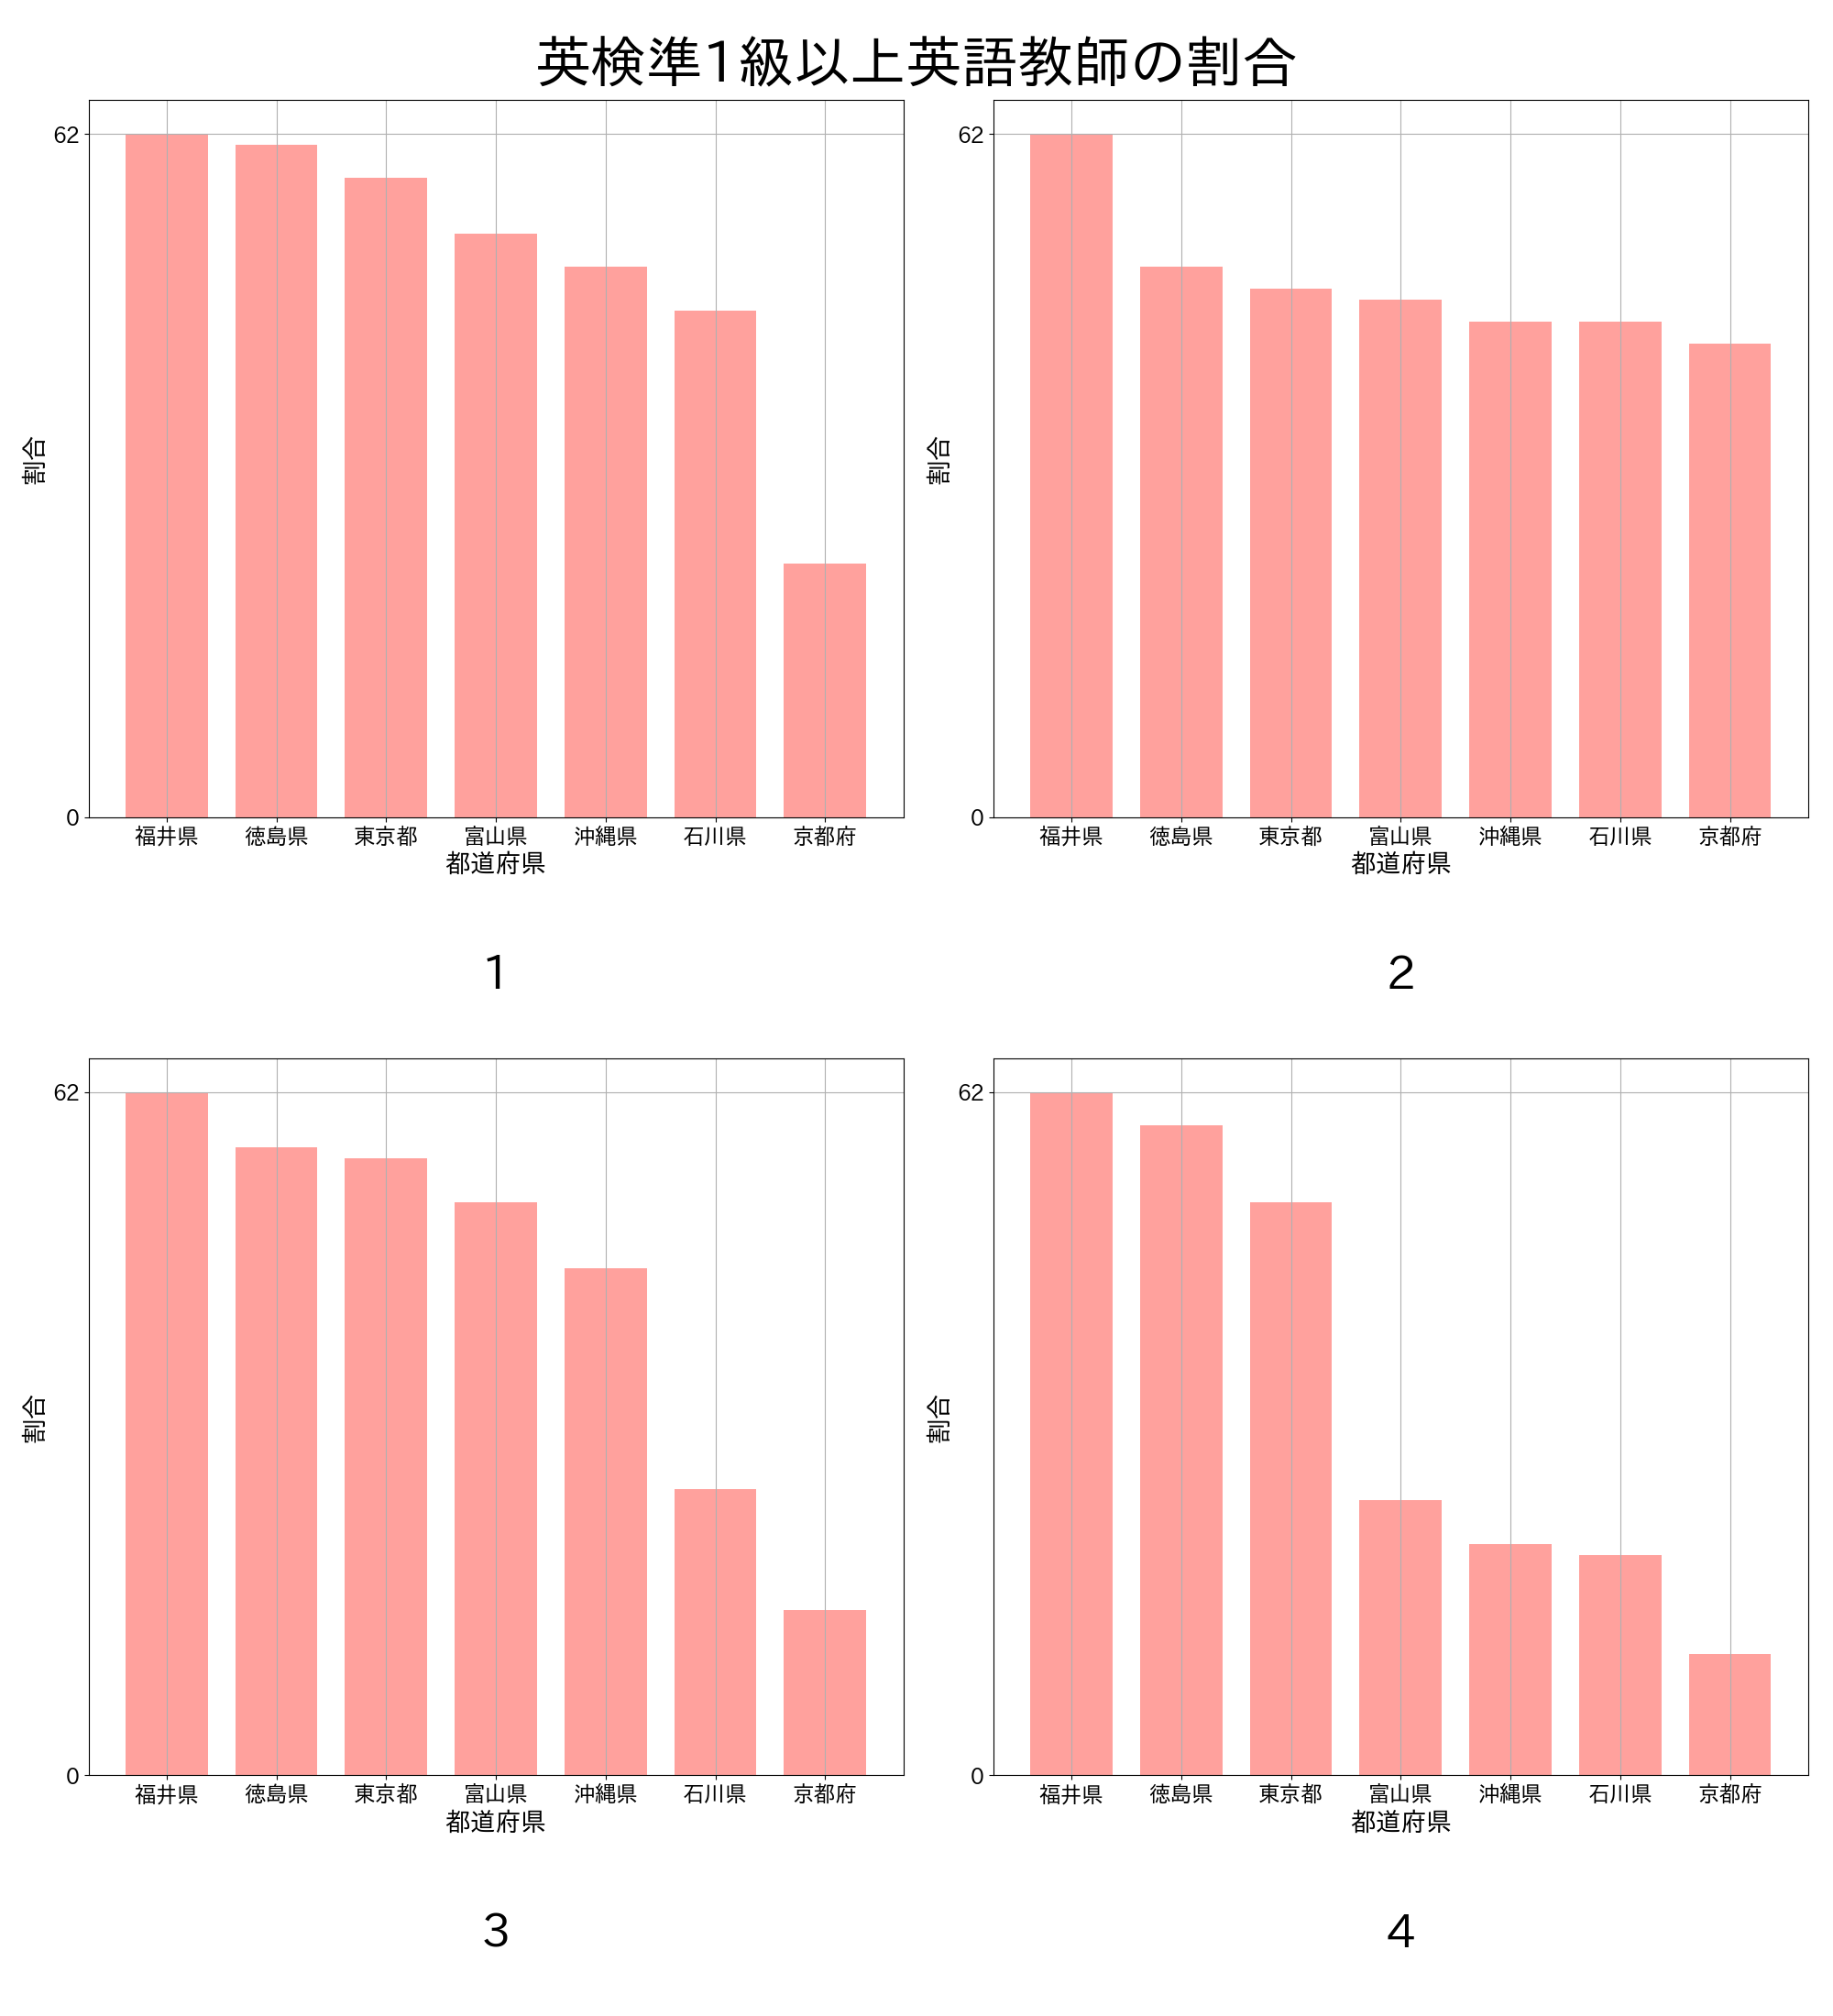 英検準1級以上英語教師の割合
62
0
割合
福井県 徳島県 東京都 富山県 沖縄県 石川県 京都府
都道府県
1
62
0
割合
福井県 徳島県 東京都 富山県 沖縄県 石川県 京都府
都道府県
2
62
0
割合
福井県 徳島県 東京都 富山県 沖縄県 石川県 京都府
都道府県
3
62
0
割合
福井県 徳島県 東京都 富山県 沖縄県 石川県 京都府
都道府県
4